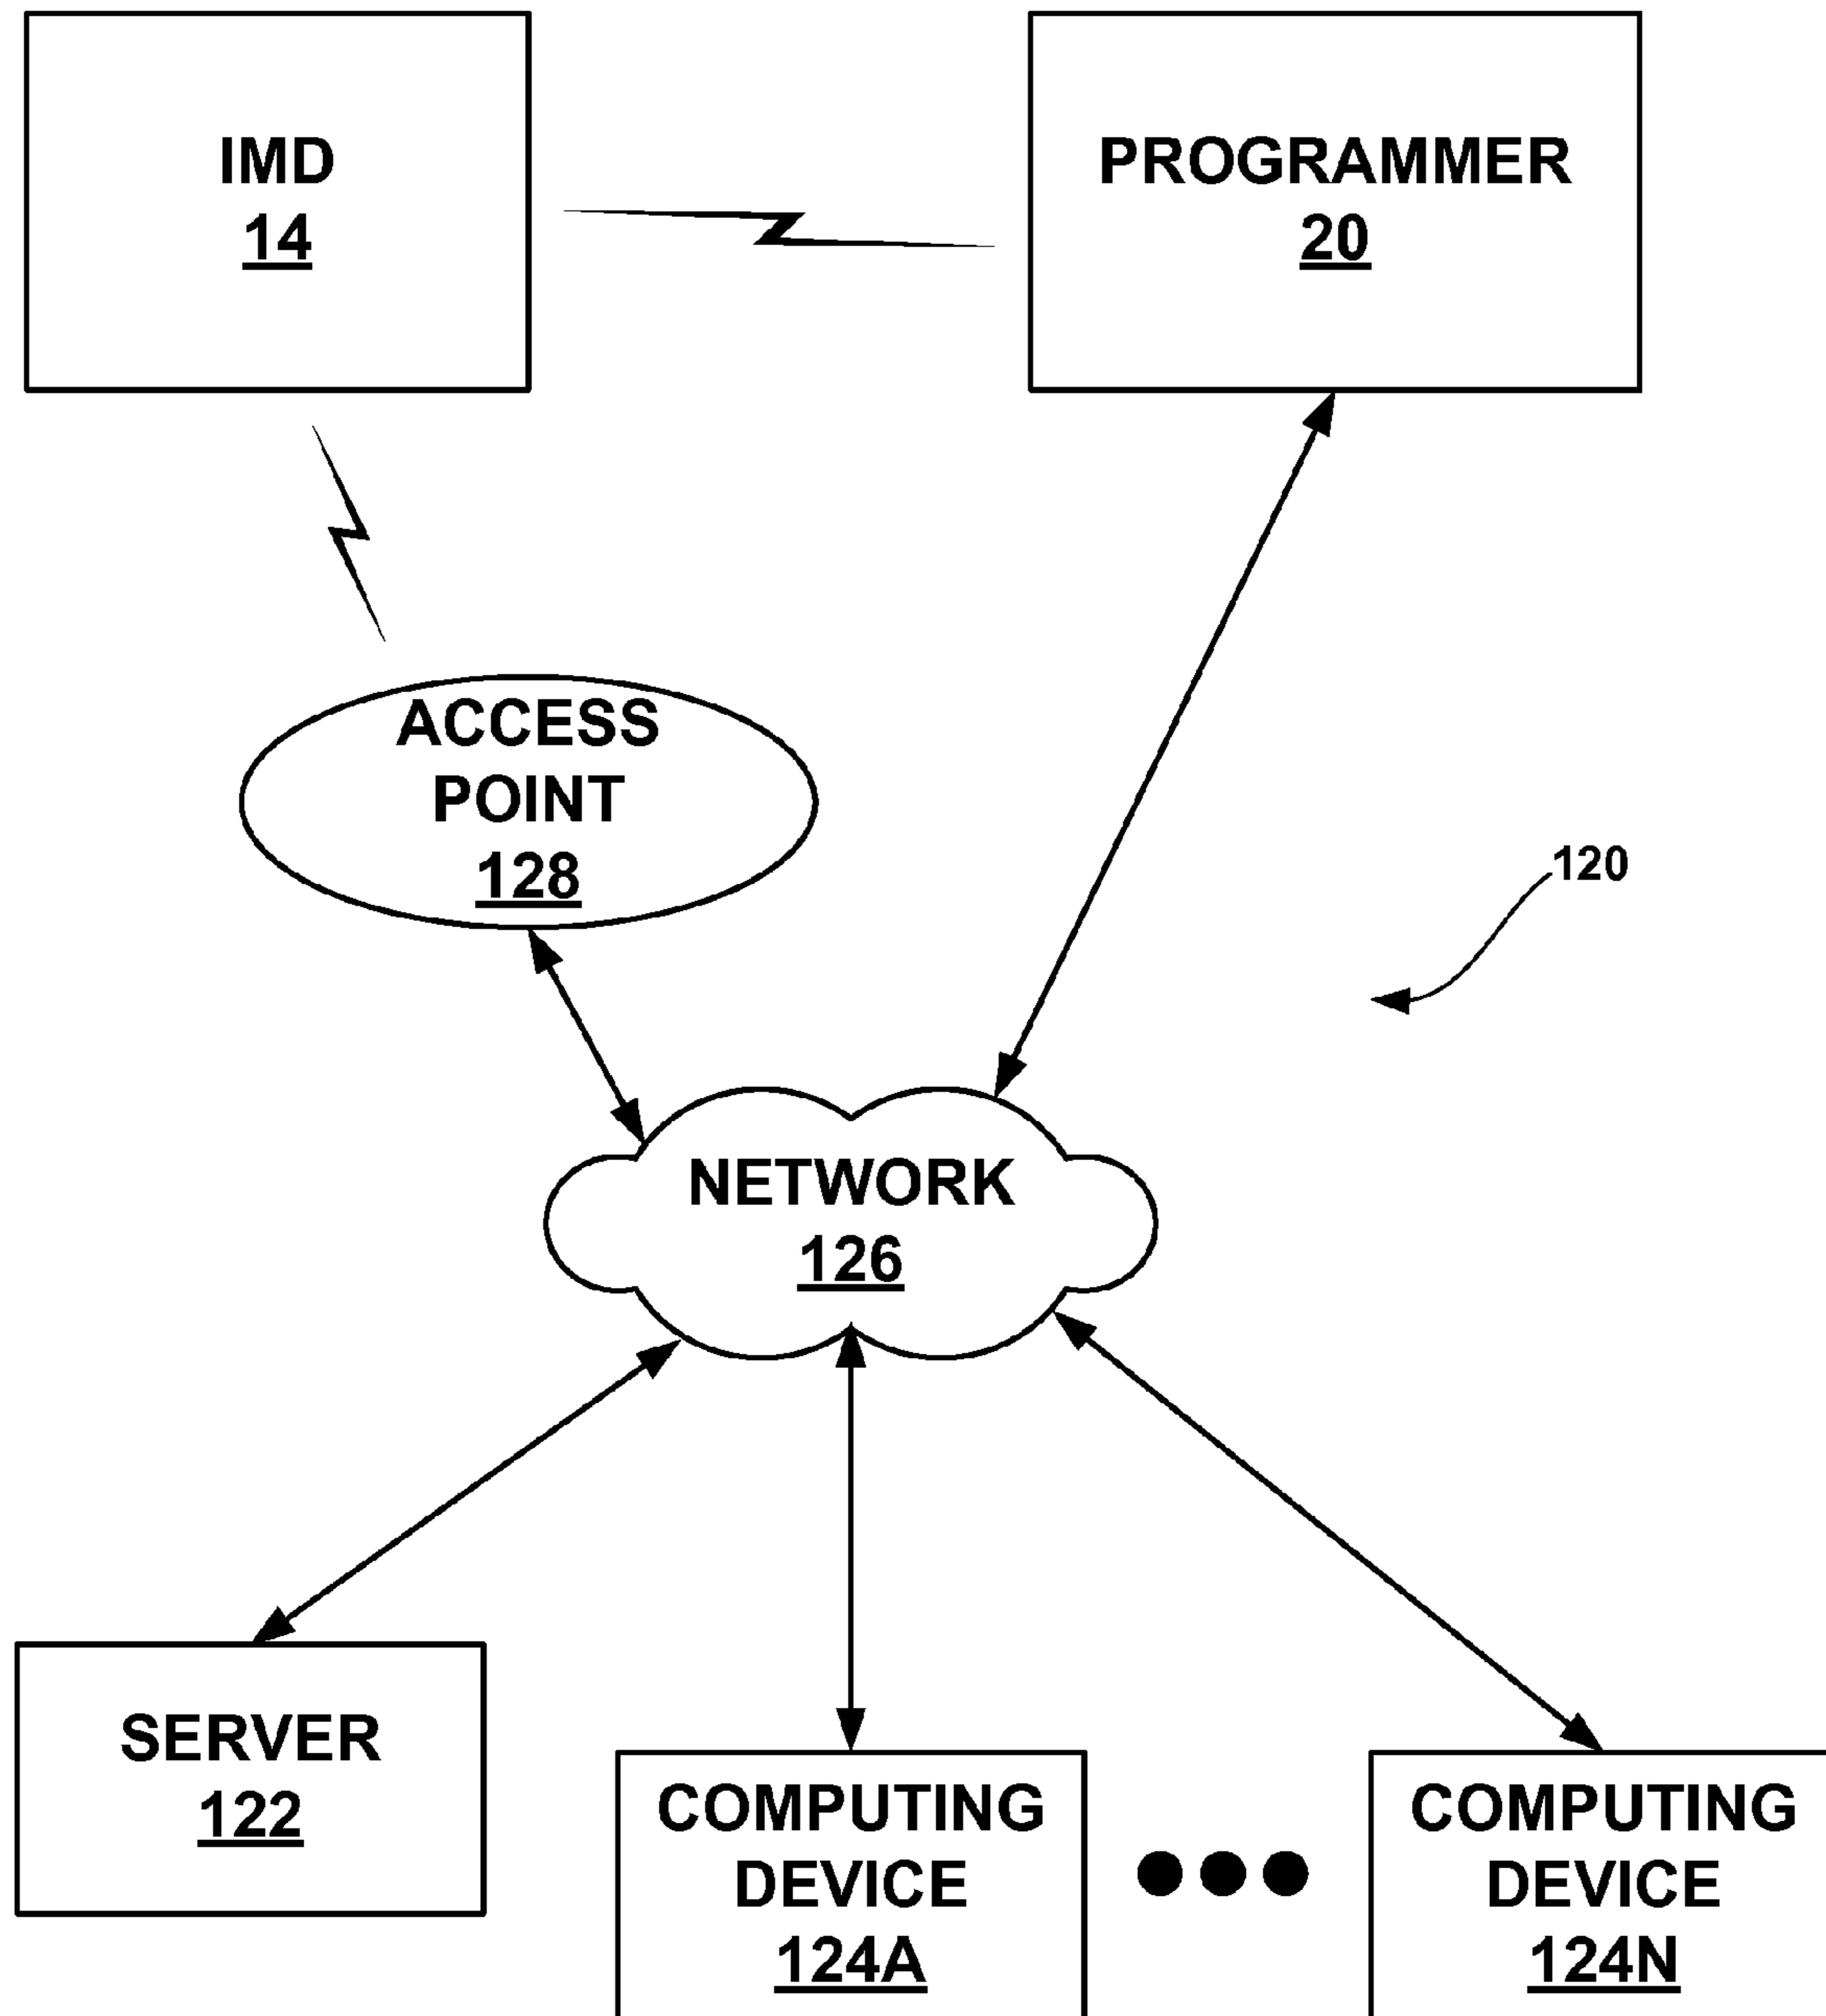 IMD
14
PROGRAMMER
20
ACCESS
POINT
128
120
NETWORK
126
SERVER
122
COMPUTING
DEVICE
124A
COMPUTING
DEVICE
124N